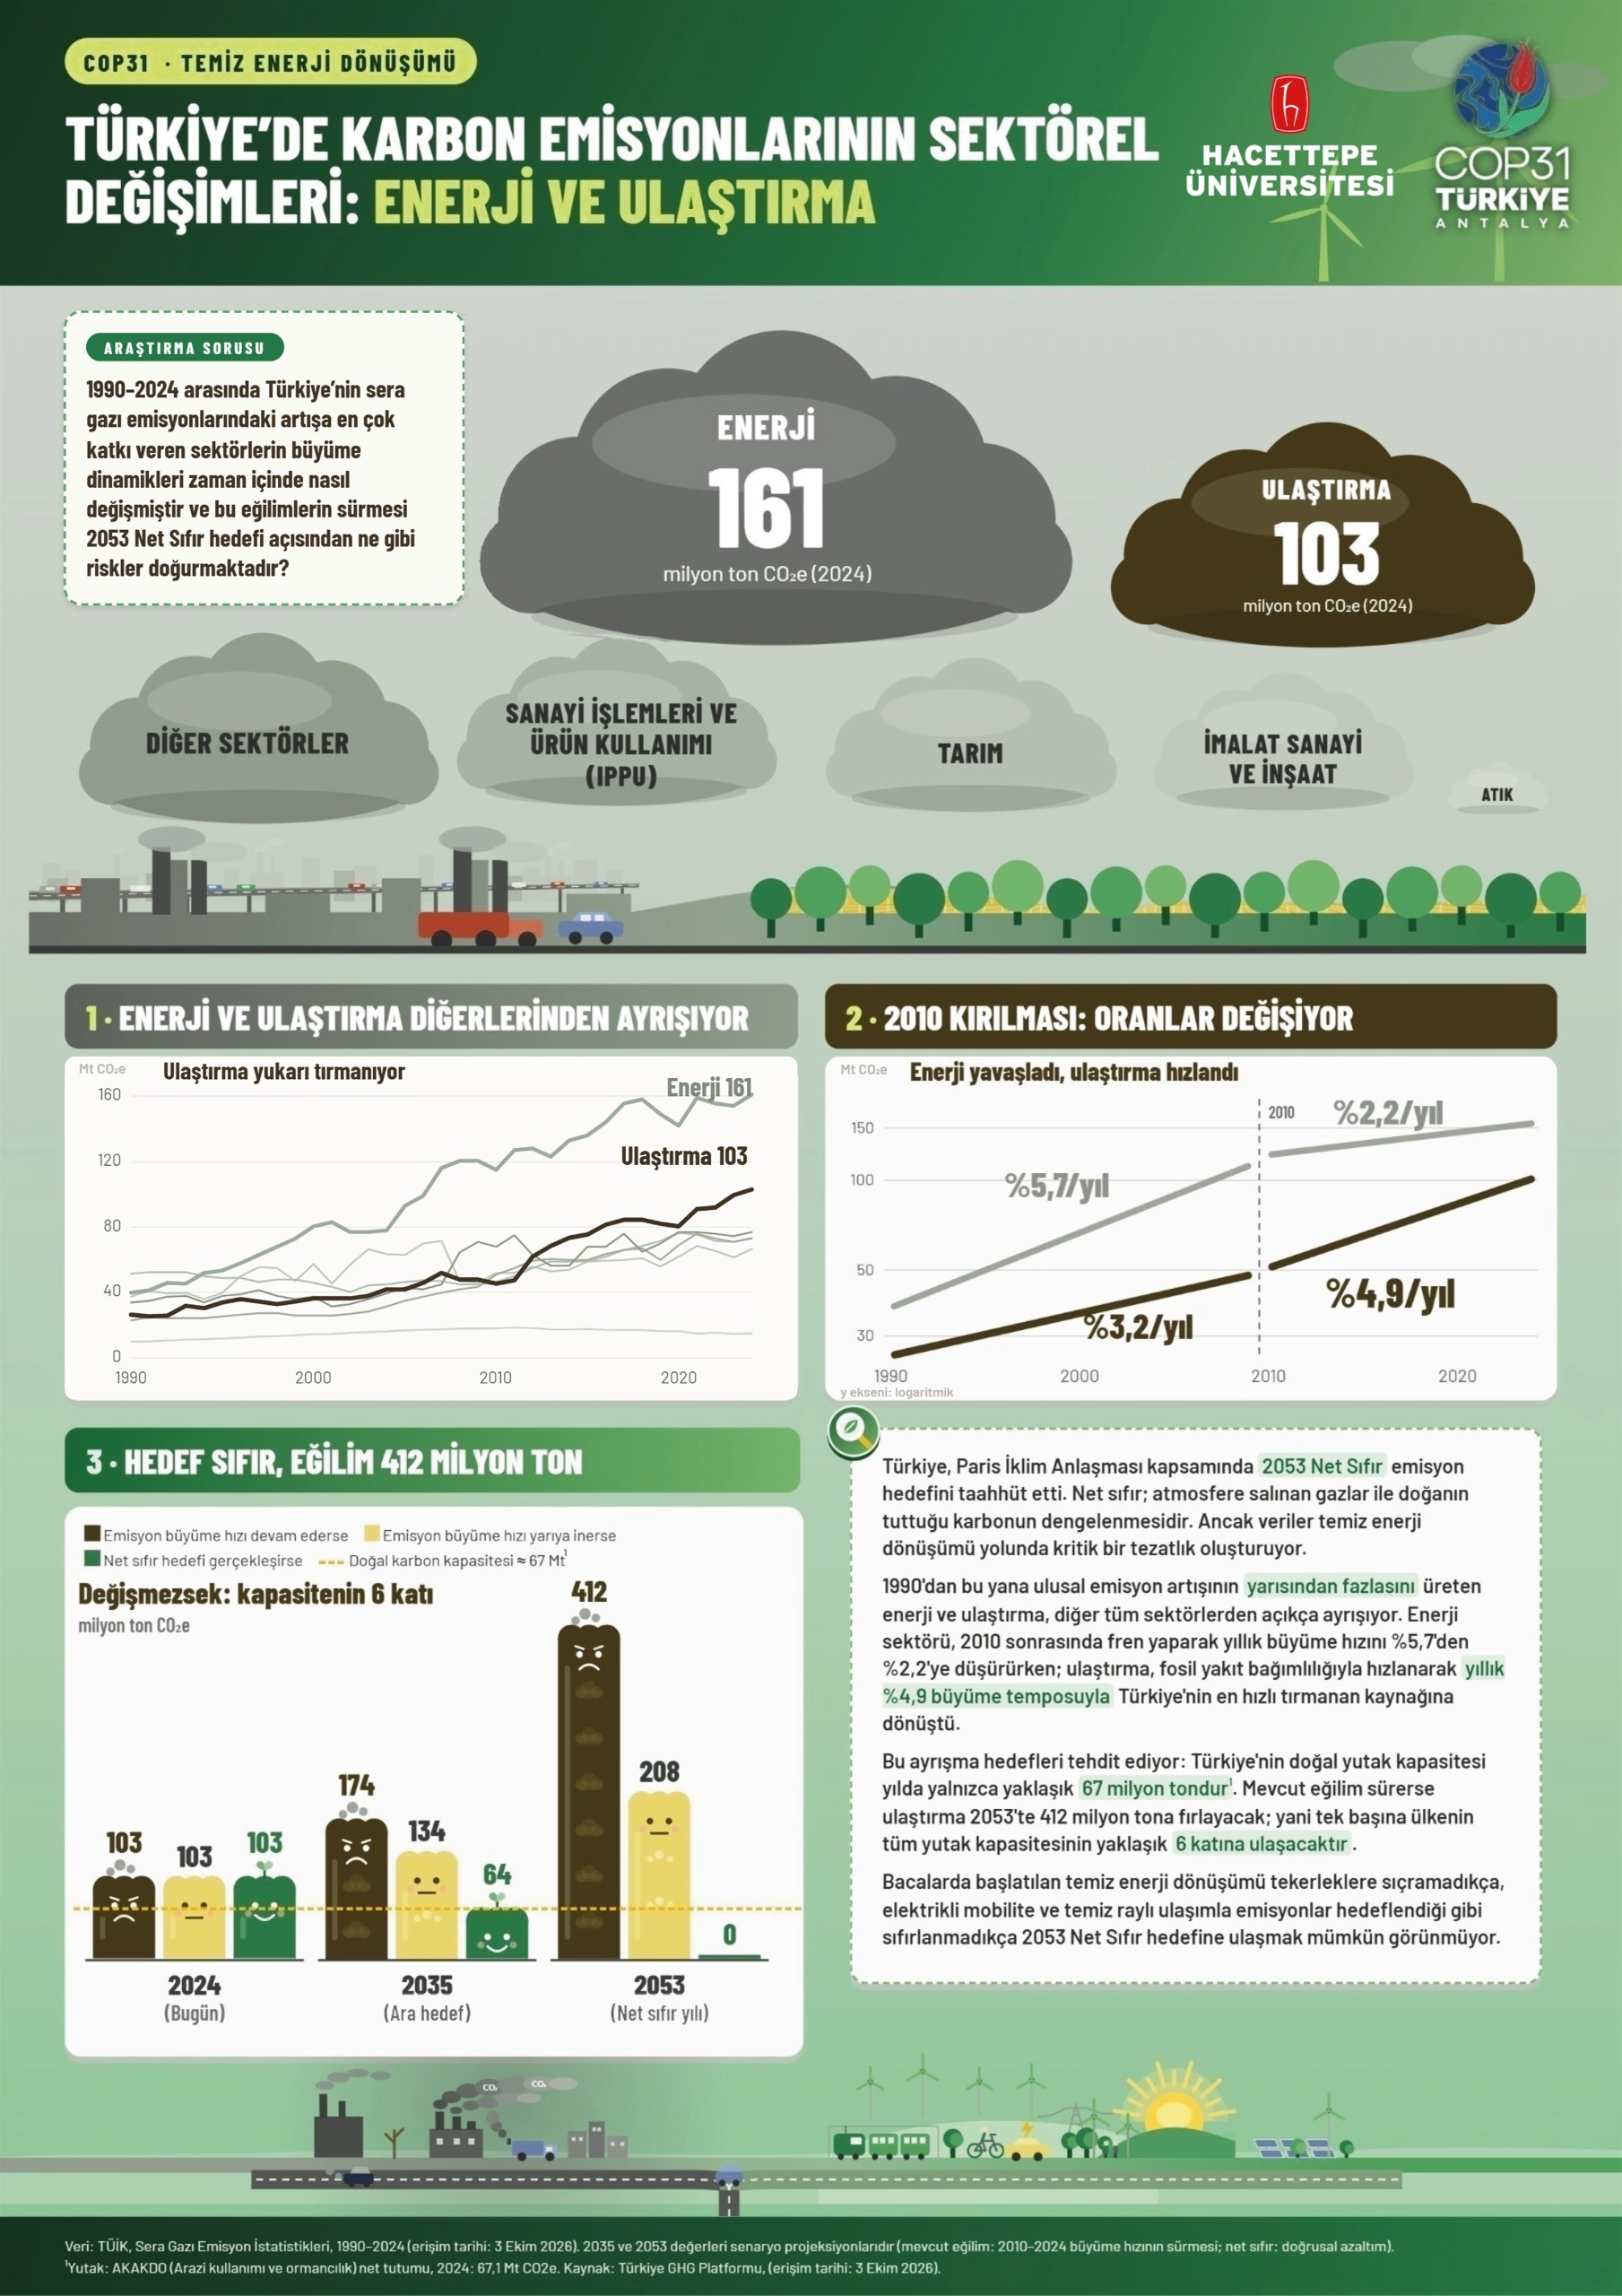 COP31 · TEMİZ ENERJİ DÖNÜŞÜMÜ
TÜRKİYE'DE KARBON EMİSYONLARININ SEKTÖREL
DEĞİŞİMLERİ: ENERJİ VE ULAŞTIRMA
HACETTEPE
ÜNİVERSİTESİ
COP31
TÜRKİYE
ANTALYA
ARAŞTIRMA SORUSU
1990-2024 arasında Türkiye'nin sera
gazı emisyonlarındaki artışa en çok
katkı veren sektörlerin büyüme
dinamikleri zaman içinde nasıl
değişmiştir ve bu eğilimlerin sürmesi
2053 Net Sıfır hedefi açısından ne gibi
riskler doğurmaktadır?
ENERJİ
161
milyon ton CO₂e (2024)
ULAŞTIRMA
103
milyon ton CO₂e (2024)
DİĞER SEKTÖRLER
SANAYİ İŞLEMLERİ VE
ÜRÜN KULLANIMI
(IPPU)
TARIM
İMALAT SANAYİ
VE İNŞAAT
ATIK
1 · ENERJİ VE ULAŞTIRMA DİĞERLERİNDEN AYRIŞIYOR
Mt CO₂e
Ulaştırma yukarı tırmanıyor
Enerji 161
160
Ulaştırma 103
120
80
40
0
1990 2000 2010 2020
2 · 2010 KIRILMASI: ORANLAR DEĞİŞİYOR
Mt CO₂e
Enerji yavaşladı, ulaştırma hızlandı
2010
%2,2/yıl
150
%5,7/yıl
100
50
%4,9/yıl
%3,2/yıl
30
1990 2000 2010 2020
y ekseni: logaritmik
3 · HEDEF SIFIR, EĞİLİM 412 MİLYON TON
Emisyon büyüme hızı devam ederse Emisyon büyüme hızı yarıya inerse
Net sıfır hedefi gerçekleşirse Doğal karbon kapasitesi ≈ 67 Mt¹
Değişmezsek: kapasitenin 6 katı
milyon ton CO₂e
412
174
208
103 103 103
134
64
0
2024
(Bugün)
2035
(Ara hedef)
2053
(Net sıfır yılı)
Türkiye, Paris İklim Anlaşması kapsamında 2053 Net Sıfır emisyon
hedefini taahhüt etti. Net sıfır; atmosfere salınan gazlar ile doğanın
tuttuğu karbonun dengelenmesidir. Ancak veriler temiz enerji
dönüşümü yolunda kritik bir tezatlık oluşturuyor.
1990'dan bu yana ulusal emisyon artışının yarısından fazlasını üreten
enerji ve ulaştırma, diğer tüm sektörlerden açıkça ayrışıyor. Enerji
sektörü, 2010 sonrasında fren yaparak yıllık büyüme hızını %5,7'den
%2,2'ye düşürürken; ulaştırma, fosil yakıt bağımlılığıyla hızlanarak yıllık
%4,9 büyüme temposuyla Türkiye'nin en hızlı tırmanan kaynağına
dönüştü.
Bu ayrışma hedefleri tehdit ediyor: Türkiye'nin doğal yutak kapasitesi
yılda yalnızca yaklaşık 67 milyon tondur¹. Mevcut eğilim sürerse
ulaştırma 2053'te 412 milyon tona fırlayacak; yani tek başına ülkenin
tüm yutak kapasitesinin yaklaşık 6 katına ulaşacaktır.
Bacalarda başlatılan temiz enerji dönüşümü tekerleklere sıçramadıkça,
elektrikli mobilite ve temiz raylı ulaşımla emisyonlar hedeflendiği gibi
sıfırlanmadıkça 2053 Net Sıfır hedefine ulaşmak mümkün görünmüyor.
CO₂ CO₂
Veri: TÜİK, Sera Gazı Emisyon İstatistikleri, 1990-2024 (erişim tarihi: 3 Ekim 2026). 2035 ve 2053 değerleri senaryo projeksiyonlarıdır (mevcut eğilim: 2010-2024 büyüme hızının sürmesi; net sıfır: doğrusal azaltım).
¹Yutak: AKAKDO (Arazi kullanımı ve ormancılık) net tutumu, 2024: 67,1 Mt CO2e. Kaynak: Türkiye GHG Platformu, (erişim tarihi: 3 Ekim 2026).